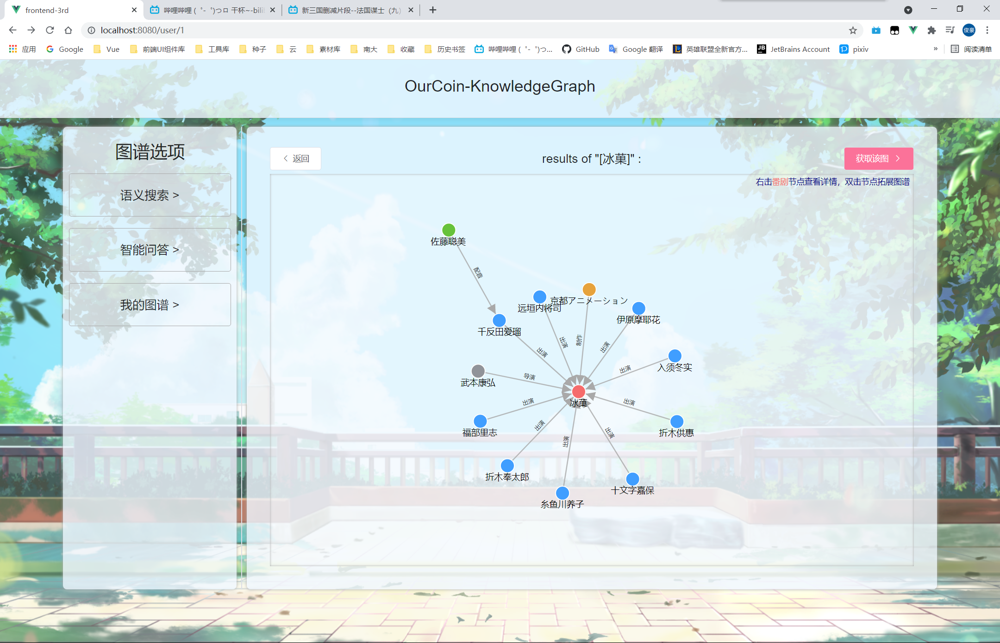 frontend-3rd
哔哩哔哩 (゜-゜)つロ 干杯~-bili
新三国删减片段--法国谋士（九）
localhost:8080/user/1
俊豪
应用 Google Vue 前端UI组件库 工具库 种子 云 素材库 南大 收藏 历史书签 哔哩哔哩 (゜-゜)つ... GitHub Google 翻译 英雄联盟全新官方... JetBrains Account pixiv » 阅读清单
OurCoin-KnowledgeGraph
图谱选项
语义搜索 >
智能问答 >
我的图谱 >
返回
results of "[冰菓]" :
获取该图
右击番剧节点查看详情，双击节点拓展图谱
佐藤聪美
配音
远垣内将司
京都アニメーション
伊原摩耶花
千反田爱瑠
出演
出演
制作
出演
入须冬实
出演
武本康弘
导演
冰菓
出演
出演
福部里志
折木供惠
出演
出演
出演
折木奉太郎
十文字嘉保
糸鱼川养子